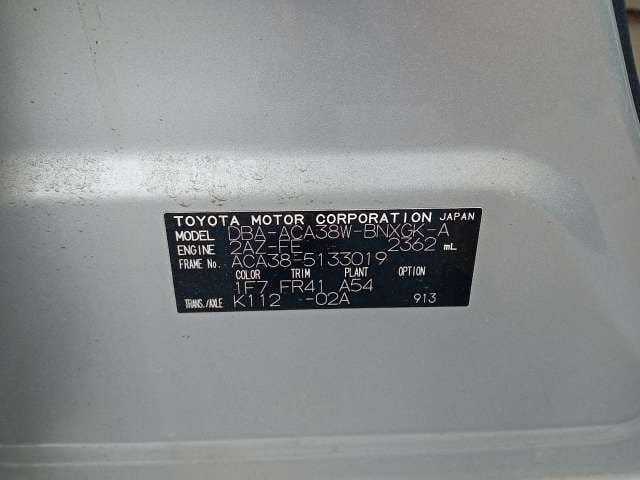 TOYOTA MOTOR CORPORATION JAPAN
MODEL DBA-ACA38W-BNXGK-A
ENGINE 2AZ-FE 2362 mL
FRAME No. ACA38-5133019
COLOR TRIM PLANT OPTION
1F7 FR41 A54
TRANS./AXLE K112 -02A 913